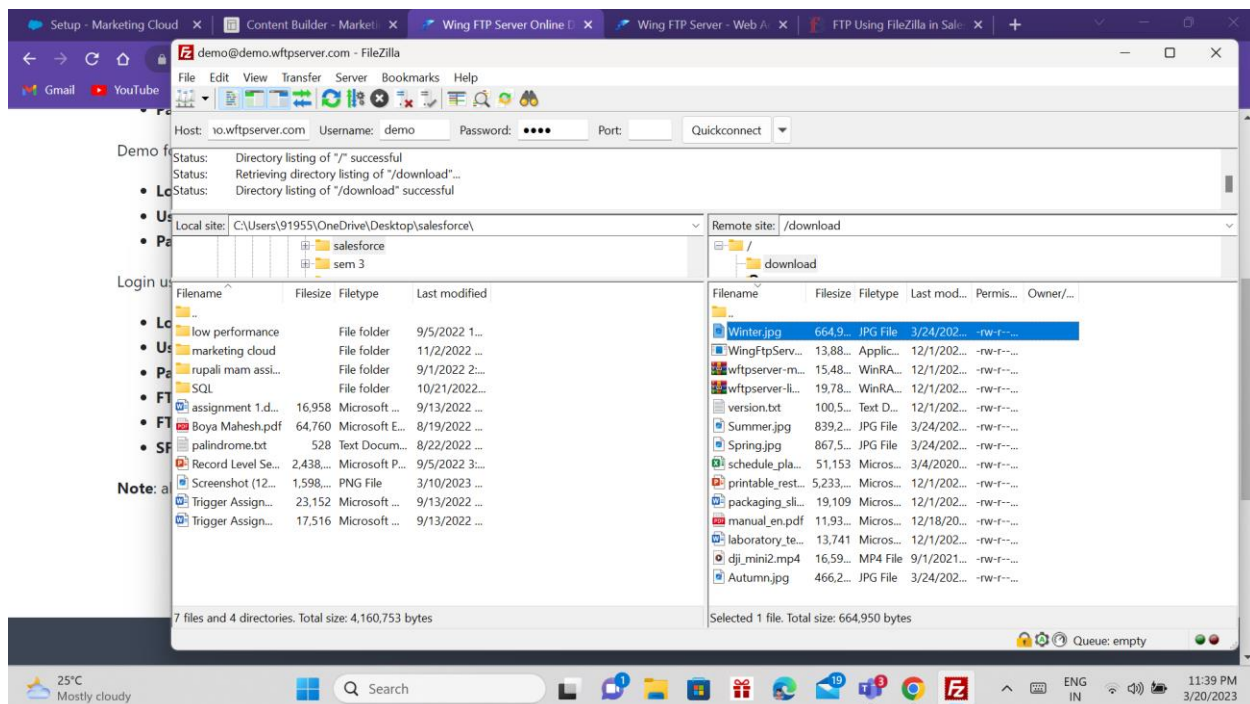 Setup - Marketing Cloud
Content Builder - Marketi
Wing FTP Server Online D
Wing FTP Server - Web A
FTP Using FileZilla in Sale
demo@demo.wftpserver.com - FileZilla
Gmail YouTube
File Edit View Transfer Server Bookmarks Help
Host: no.wftpserver.com Username: demo Password: •••• Port: Quickconnect
Demo fo
Status: Directory listing of "/" successful
Status: Retrieving directory listing of "/download"...
Status: Directory listing of "/download" successful
Local site: C:\Users\91955\OneDrive\Desktop\salesforce\
Remote site: /download
salesforce
sem 3
/
download
Login us
Note: al
Filename Filesize Filetype Last modified
..
low performance File folder 9/5/2022 1...
marketing cloud File folder 11/2/2022 ...
rupali mam assi... File folder 9/1/2022 2:...
SQL File folder 10/21/2022...
assignment 1.d... 16,958 Microsoft ... 9/13/2022 ...
Boya Mahesh.pdf 64,760 Microsoft E... 8/19/2022 ...
palindrome.txt 528 Text Docum... 8/22/2022 ...
Record Level Se... 2,438,... Microsoft P... 9/5/2022 3:...
Screenshot (12... 1,598,... PNG File 3/10/2023 ...
Trigger Assign... 23,152 Microsoft ... 9/13/2022 ...
Trigger Assign... 17,516 Microsoft ... 9/13/2022 ...
7 files and 4 directories. Total size: 4,160,753 bytes
Filename Filesize Filetype Last mod... Permis... Owner/...
..
Winter.jpg 664,9... JPG File 3/24/202... -rw-r--...
WingFtpServ... 13,88... Applic... 12/1/202... -rw-r--...
wftpserver-m... 15,48... WinRA... 12/1/202... -rw-r--...
wftpserver-li... 19,78... WinRA... 12/1/202... -rw-r--...
version.txt 100,5... Text D... 12/1/202... -rw-r--...
Summer.jpg 839,2... JPG File 3/24/202... -rw-r--...
Spring.jpg 867,5... JPG File 3/24/202... -rw-r--...
schedule_pla... 51,153 Micros... 3/4/2020... -rw-r--...
printable_rest... 5,233,... Micros... 12/1/202... -rw-r--...
packaging_sli... 19,109 Micros... 12/1/202... -rw-r--...
manual_en.pdf 11,93... Micros... 12/18/20... -rw-r--...
laboratory_te... 13,741 Micros... 12/1/202... -rw-r--...
dji_mini2.mp4 16,59... MP4 File 9/1/2021... -rw-r--...
Autumn.jpg 466,2... JPG File 3/24/202... -rw-r--...
Selected 1 file. Total size: 664,950 bytes
Queue: empty
25°C
Mostly cloudy
Search
1
19
3
ENG
IN
11:39 PM
3/20/2023